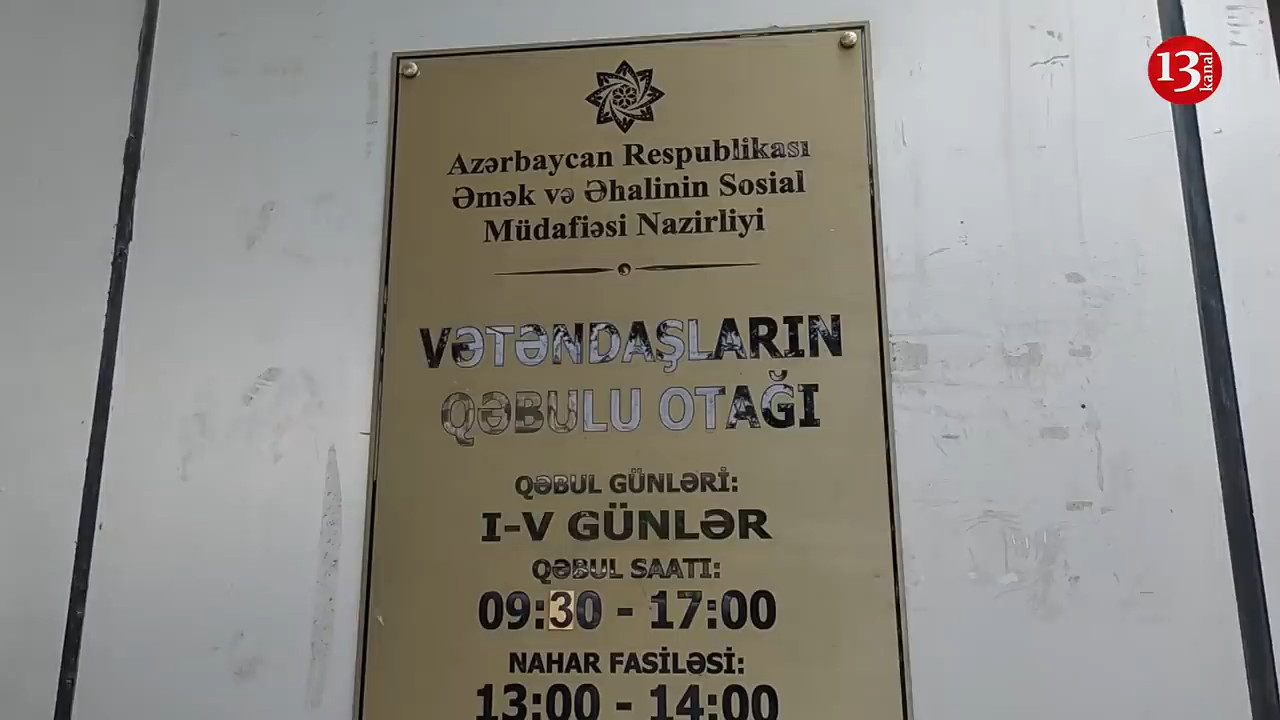 13 kanal
Azərbaycan Respublikası
Əmək və Əhalinin Sosial
Müdafiəsi Nazirliyi
VƏTƏNDAŞLARIN
QƏBULU OTAĞI
QƏBUL GÜNLƏRİ:
I-V GÜNLƏR
QƏBUL SAATI:
09:30 - 17:00
NAHAR FASİLƏSİ:
13:00 - 14:00